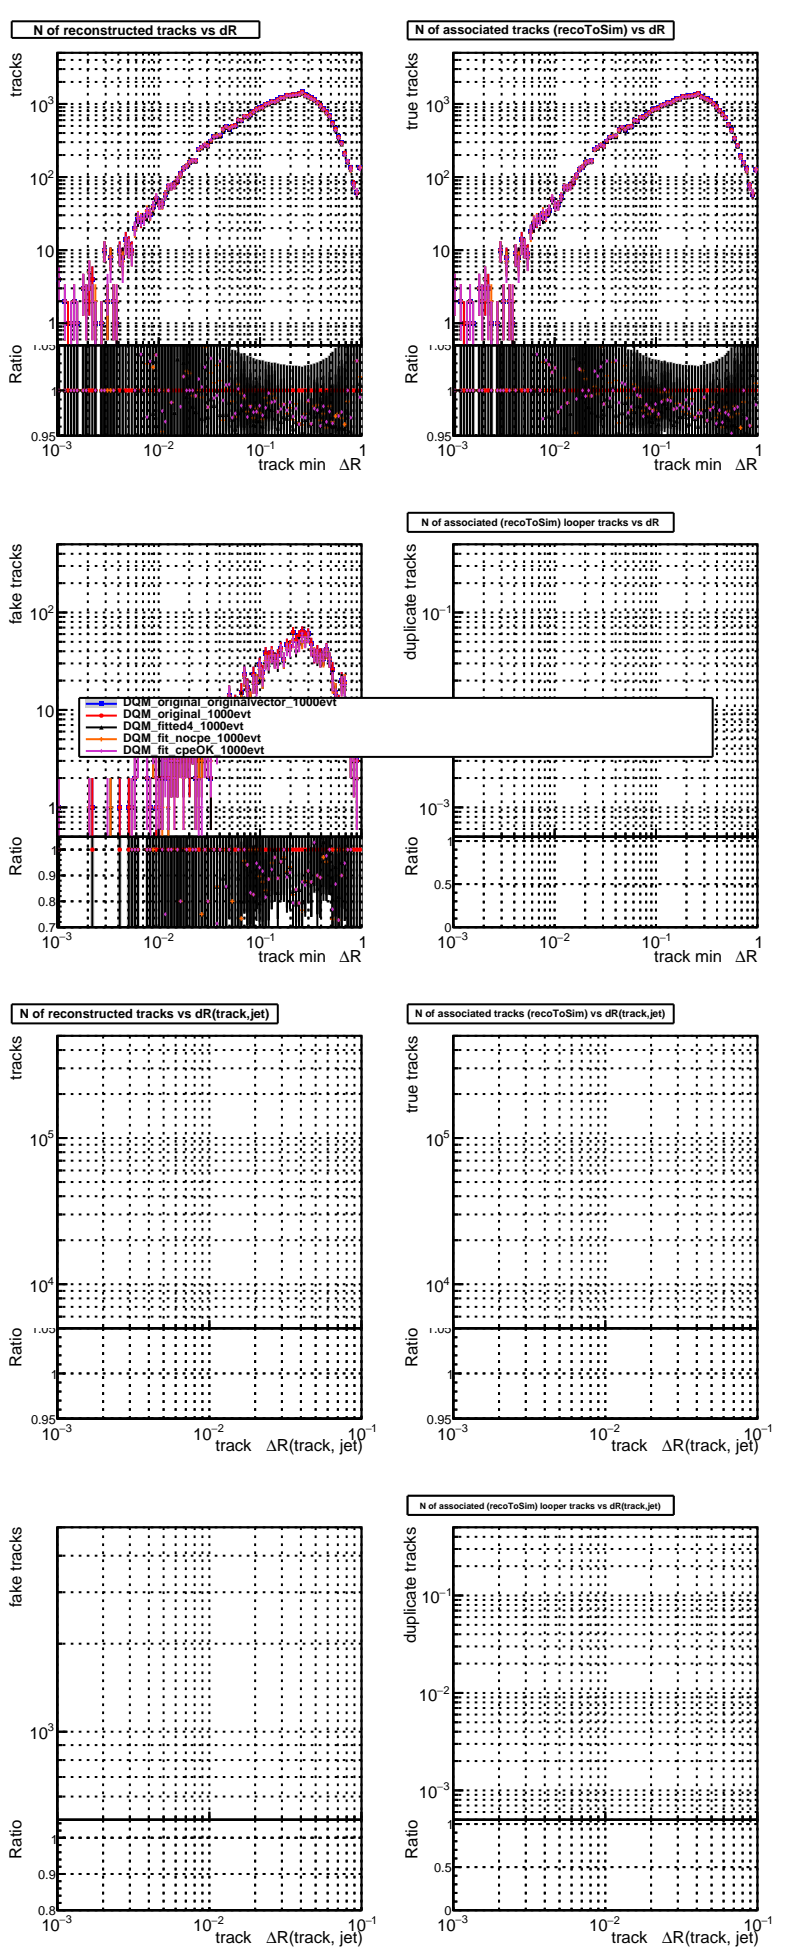 N of reconstructed tracks vs dR
tracks
10³
10²
10
1
Ratio
1.05
1
0.95
10⁻³ 10⁻² 10⁻¹ 1
track min ΔR
N of associated tracks (recoToSim) vs dR
true tracks
10³
10²
10
1
Ratio
1.05
1
0.95
10⁻³ 10⁻² 10⁻¹ 1
track min ΔR
fake tracks
10²
10
1
Ratio
1
0.9
0.8
0.7
10⁻³ 10⁻² 10⁻¹ 1
track min ΔR
N of associated (recoToSim) looper tracks vs dR
duplicate tracks
10⁻¹
10⁻³
Ratio
1
0.5
0
10⁻³ 10⁻² 10⁻¹ 1
track min ΔR
DQM_original_originalvector_1000evt
DQM_original_1000evt
DQM_fitted4_1000evt
DQM_fit_nocpe_1000evt
DQM_fit_cpeOK_1000evt
N of reconstructed tracks vs dR(track,jet)
tracks
10⁵
10⁴
Ratio
1.05
1
0.95
10⁻³ 10⁻² 10⁻¹
track ΔR(track, jet)
N of associated tracks (recoToSim) vs dR(track,jet)
true tracks
10⁵
10⁴
Ratio
1.05
1
0.95
10⁻³ 10⁻² 10⁻¹
track ΔR(track, jet)
fake tracks
10³
Ratio
1
0.9
0.8
10⁻³ 10⁻² 10⁻¹
track ΔR(track, jet)
N of associated (recoToSim) looper tracks vs dR(track,jet)
duplicate tracks
10⁻¹
10⁻²
10⁻³
Ratio
1
0.5
0
10⁻³ 10⁻² 10⁻¹
track ΔR(track, jet)